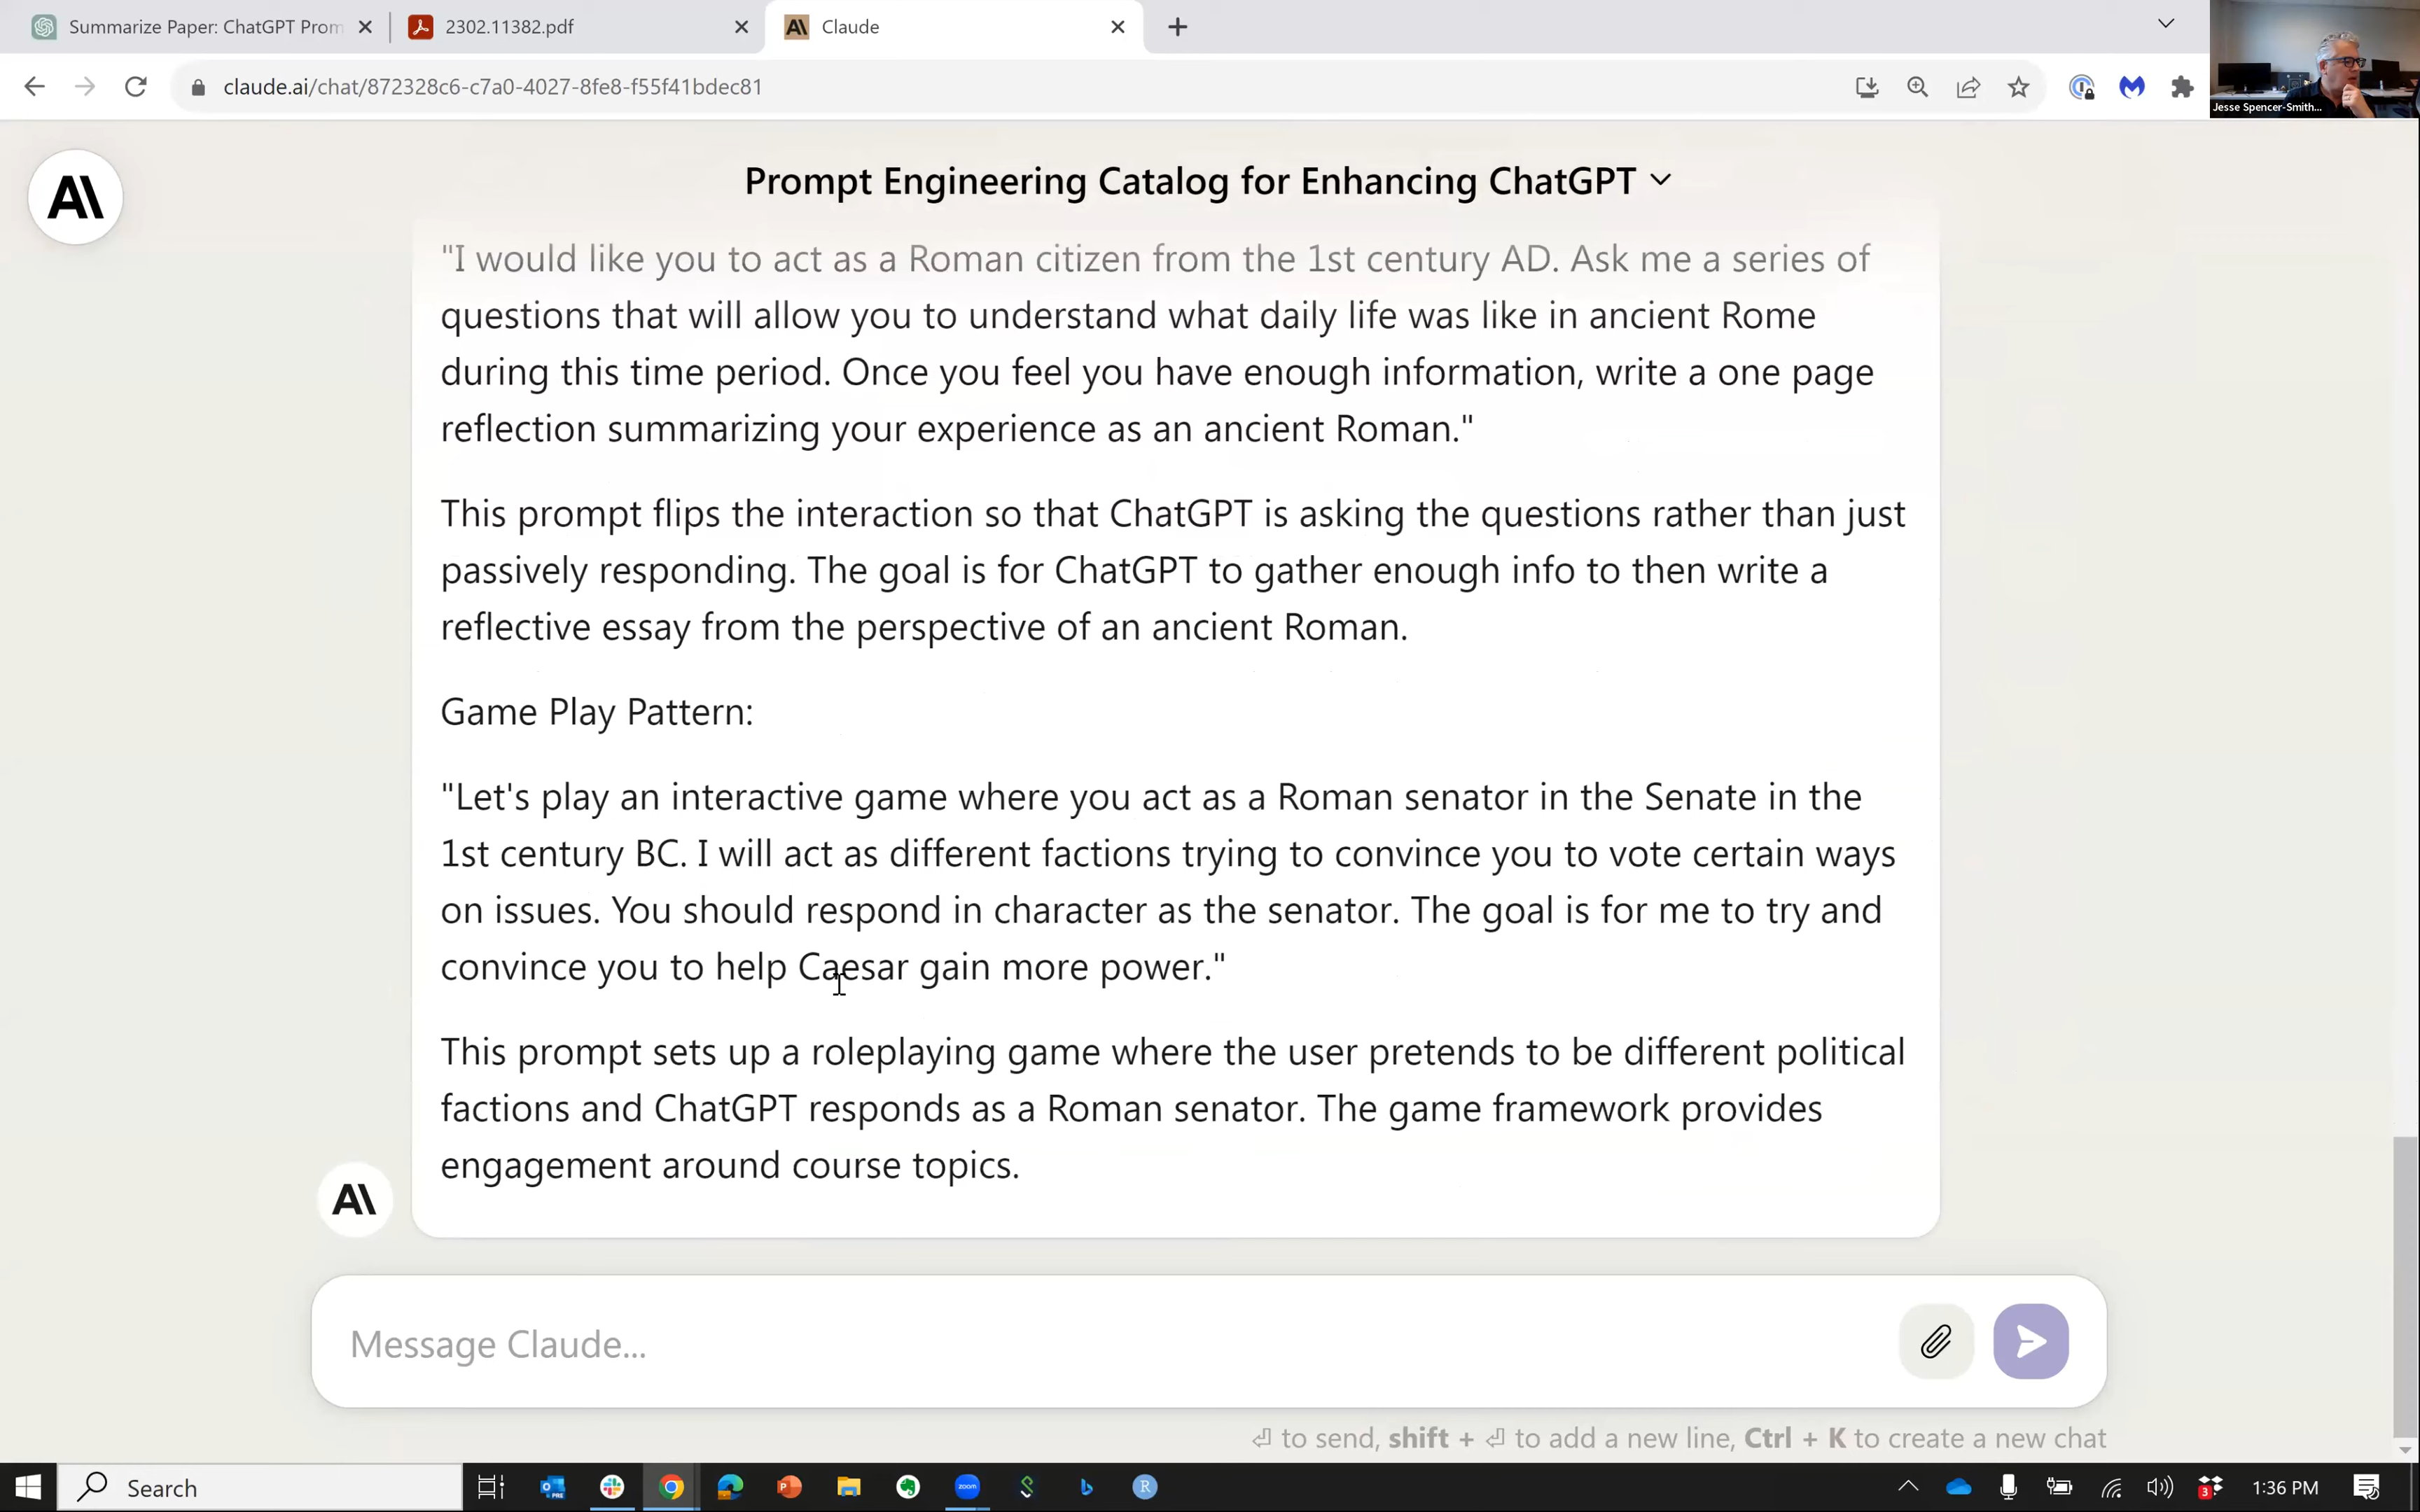 Summarize Paper: ChatGPT Prom
2302.11382.pdf
Claude
claude.ai/chat/872328c6-c7a0-4027-8fe8-f55f41bdec81
Jesse Spencer-Smith...
Prompt Engineering Catalog for Enhancing ChatGPT
"I would like you to act as a Roman citizen from the 1st century AD. Ask me a series of
questions that will allow you to understand what daily life was like in ancient Rome
during this time period. Once you feel you have enough information, write a one page
reflection summarizing your experience as an ancient Roman."
This prompt flips the interaction so that ChatGPT is asking the questions rather than just
passively responding. The goal is for ChatGPT to gather enough info to then write a
reflective essay from the perspective of an ancient Roman.
Game Play Pattern:
"Let's play an interactive game where you act as a Roman senator in the Senate in the
1st century BC. I will act as different factions trying to convince you to vote certain ways
on issues. You should respond in character as the senator. The goal is for me to try and
convince you to help Caesar gain more power."
This prompt sets up a roleplaying game where the user pretends to be different political
factions and ChatGPT responds as a Roman senator. The game framework provides
engagement around course topics.
Message Claude...
⏎ to send, shift + ⏎ to add a new line, Ctrl + K to create a new chat
Search
zoom
3
1:36 PM